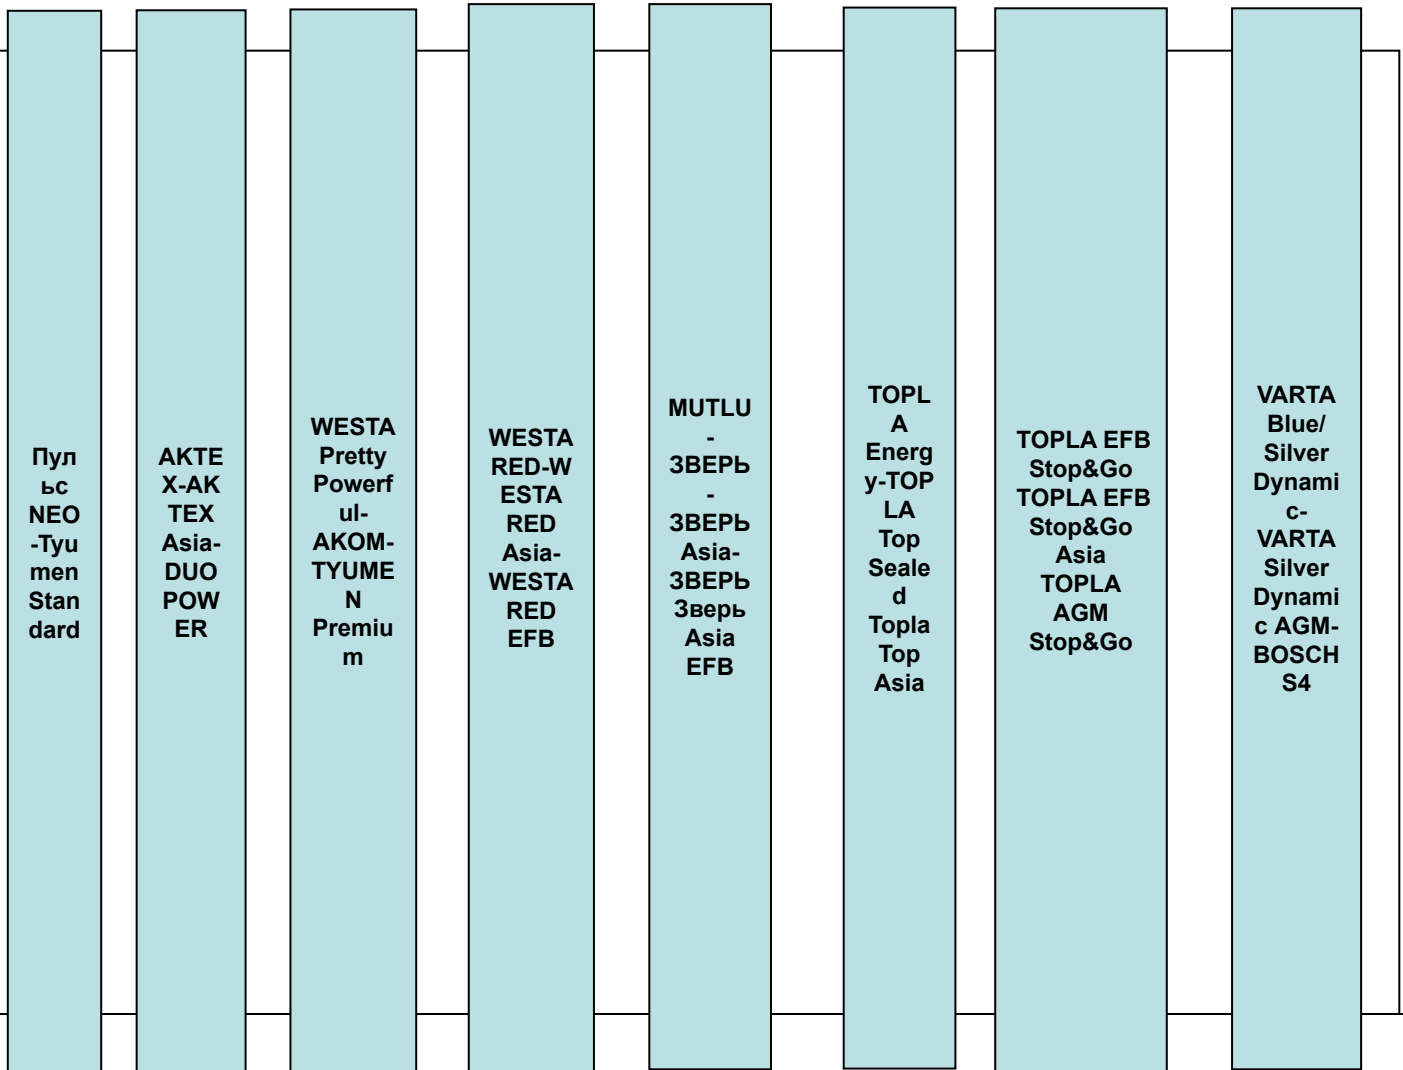 Пул
ьс
NEO
-Tyu
men
Stan
dard
AKTE
X-AK
TEX
Asia-
DUO
POW
ER
WESTA
Pretty
Powerf
ul-
AKOM-
TYUME
N
Premiu
m
WESTA
RED-W
ESTA
RED
Asia-
WESTA
RED
EFB
MUTLU
-
ЗВЕРЬ
-
ЗВЕРЬ
Asia-
ЗВЕРЬ
Зверь
Asia
EFB
TOPL
A
Energ
y-TOP
LA
Top
Seale
d
Topla
Top
Asia
TOPLA EFB
Stop&Go
TOPLA EFB
Stop&Go
Asia
TOPLA
AGM
Stop&Go
VARTA
Blue/
Silver
Dynami
c-
VARTA
Silver
Dynami
c AGM-
BOSCH
S4